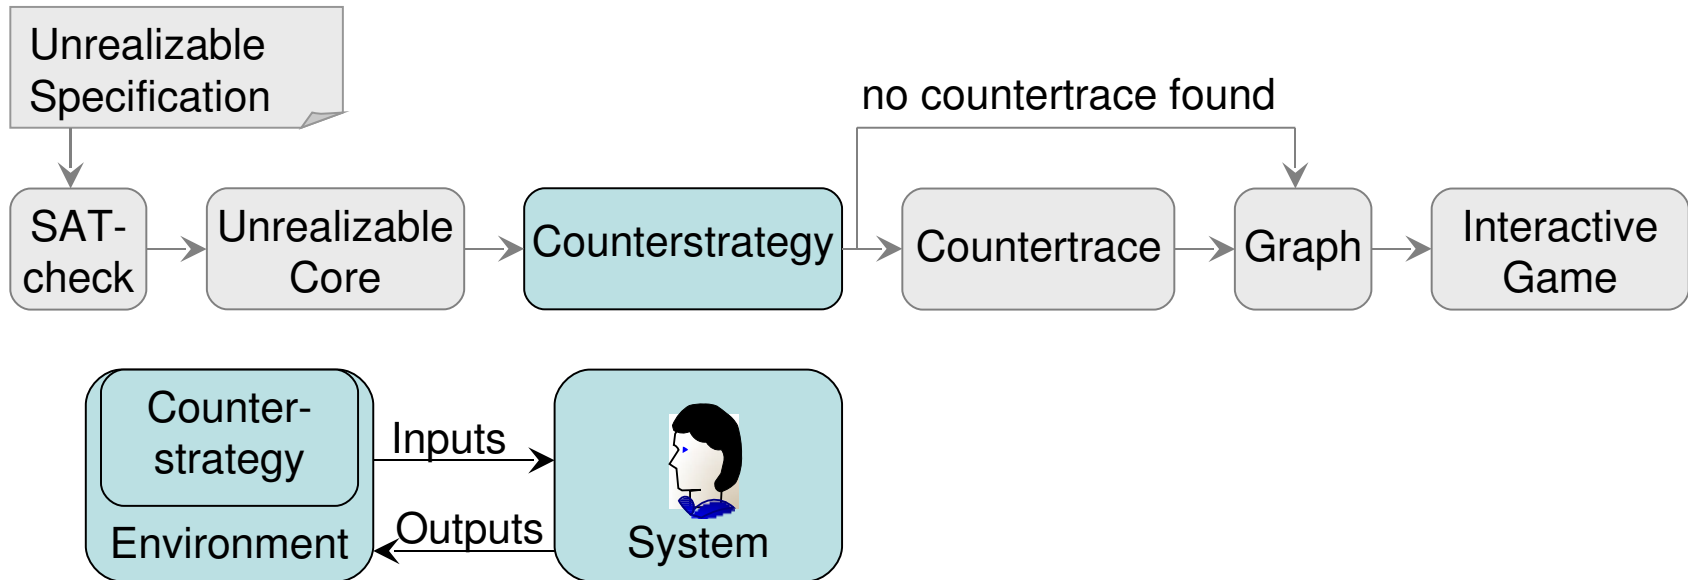 Unrealizable
Specification
no countertrace found
SAT-
check
Unrealizable
Core
Counterstrategy
Countertrace
Graph
Interactive
Game
Counter-
strategy
Environment
Inputs
Outputs
System